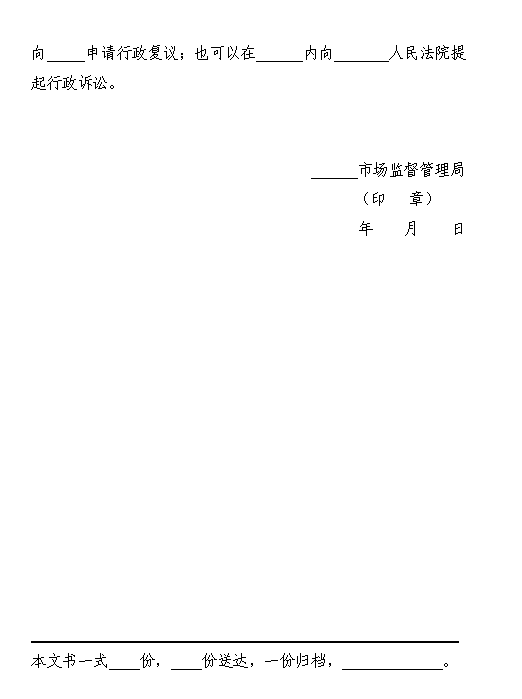 向_____申请行政复议；也可以在______内向_______人民法院提
起行政诉讼。
______市场监督管理局
（印 章）
年 月 日
本文书一式____份，____份送达，一份归档，_____________。